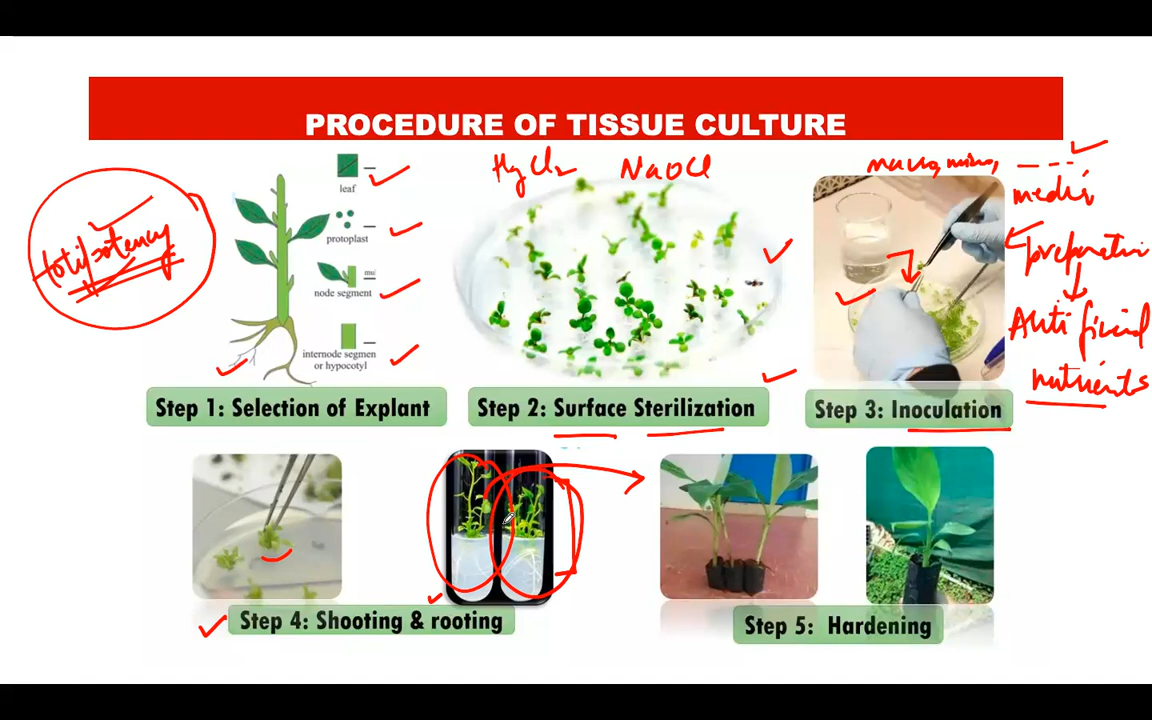 PROCEDURE OF TISSUE CULTURE
HgCl2 NaOCl
macro, micro, - - -
media
preparation
Artificial
nutrients
totipotency
leaf
protoplast
node segment
internode segmen
or hypocotyl
Step 1: Selection of Explant
Step 2: Surface Sterilization
Step 3: Inoculation
Step 4: Shooting & rooting
Step 5: Hardening